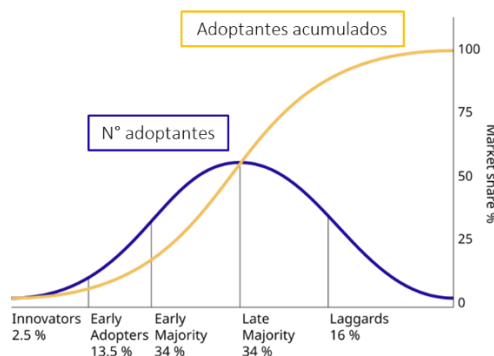 Adoptantes acumulados
N° adoptantes
100
75
50
25
0
Market share %
Innovators
2.5 %
Early
Adopters
13.5 %
Early
Majority
34 %
Late
Majority
34 %
Laggards
16 %